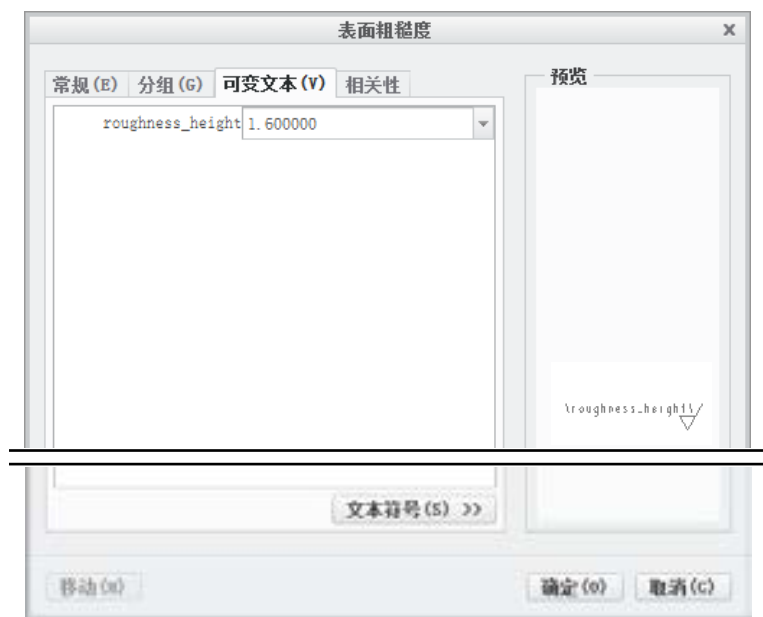 表面粗糙度 x
常规(E) 分组(G) 可变文本(V) 相关性
预览
roughness_height 1.600000
\roughness_height\
文本符号(S) >>
移动(M) 确定(O) 取消(C)